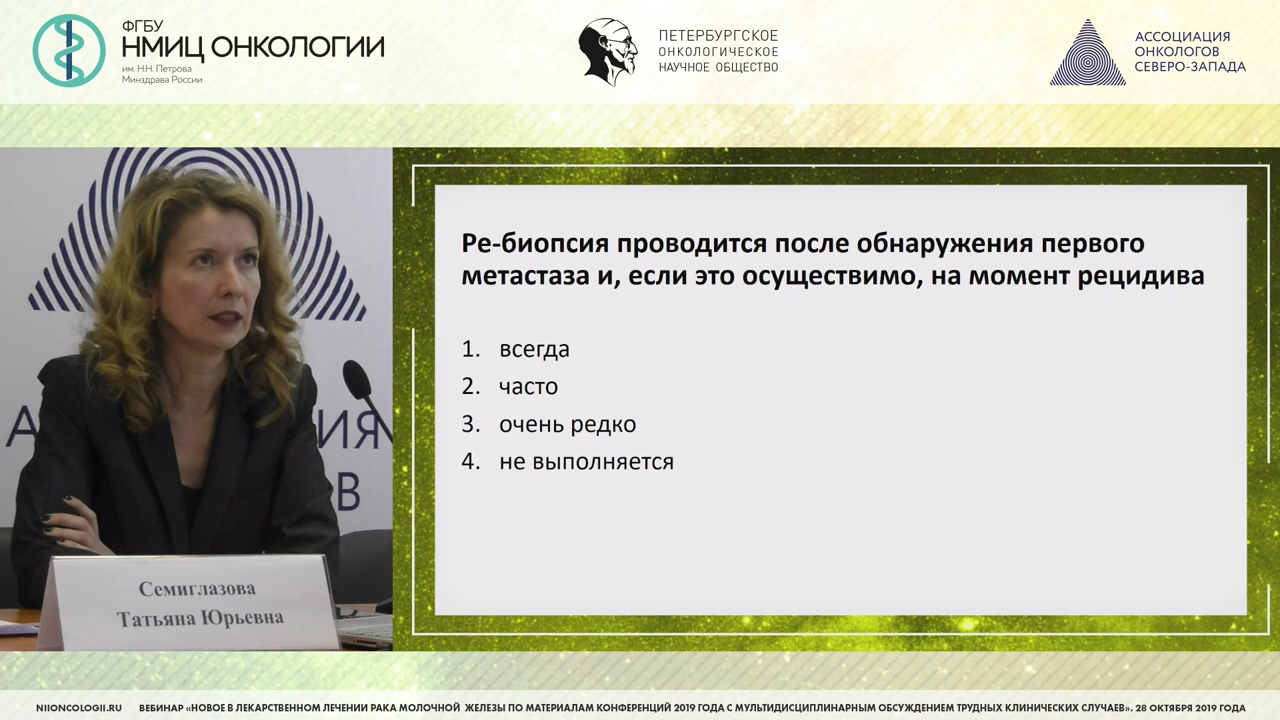 ФГБУ
НМИЦ ОНКОЛОГИИ
им. Н.Н. Петрова
Минздрава России
ПЕТЕРБУРГСКОЕ
ОНКОЛОГИЧЕСКОЕ
НАУЧНОЕ ОБЩЕСТВО
АССОЦИАЦИЯ
ОНКОЛОГОВ
СЕВЕРО-ЗАПАДА
Ре-биопсия проводится после обнаружения первого
метастаза и, если это осуществимо, на момент рецидива
1. всегда
2. часто
3. очень редко
4. не выполняется
Семиглазова
Татьяна Юрьевна
NIIONCOLOGII.RU ВЕБИНАР «НОВОЕ В ЛЕКАРСТВЕННОМ ЛЕЧЕНИИ РАКА МОЛОЧНОЙ ЖЕЛЕЗЫ ПО МАТЕРИАЛАМ КОНФЕРЕНЦИЙ 2019 ГОДА С МУЛЬТИДИСЦИПЛИНАРНЫМ ОБСУЖДЕНИЕМ ТРУДНЫХ КЛИНИЧЕСКИХ СЛУЧАЕВ». 28 ОКТЯБРЯ 2019 ГОДА